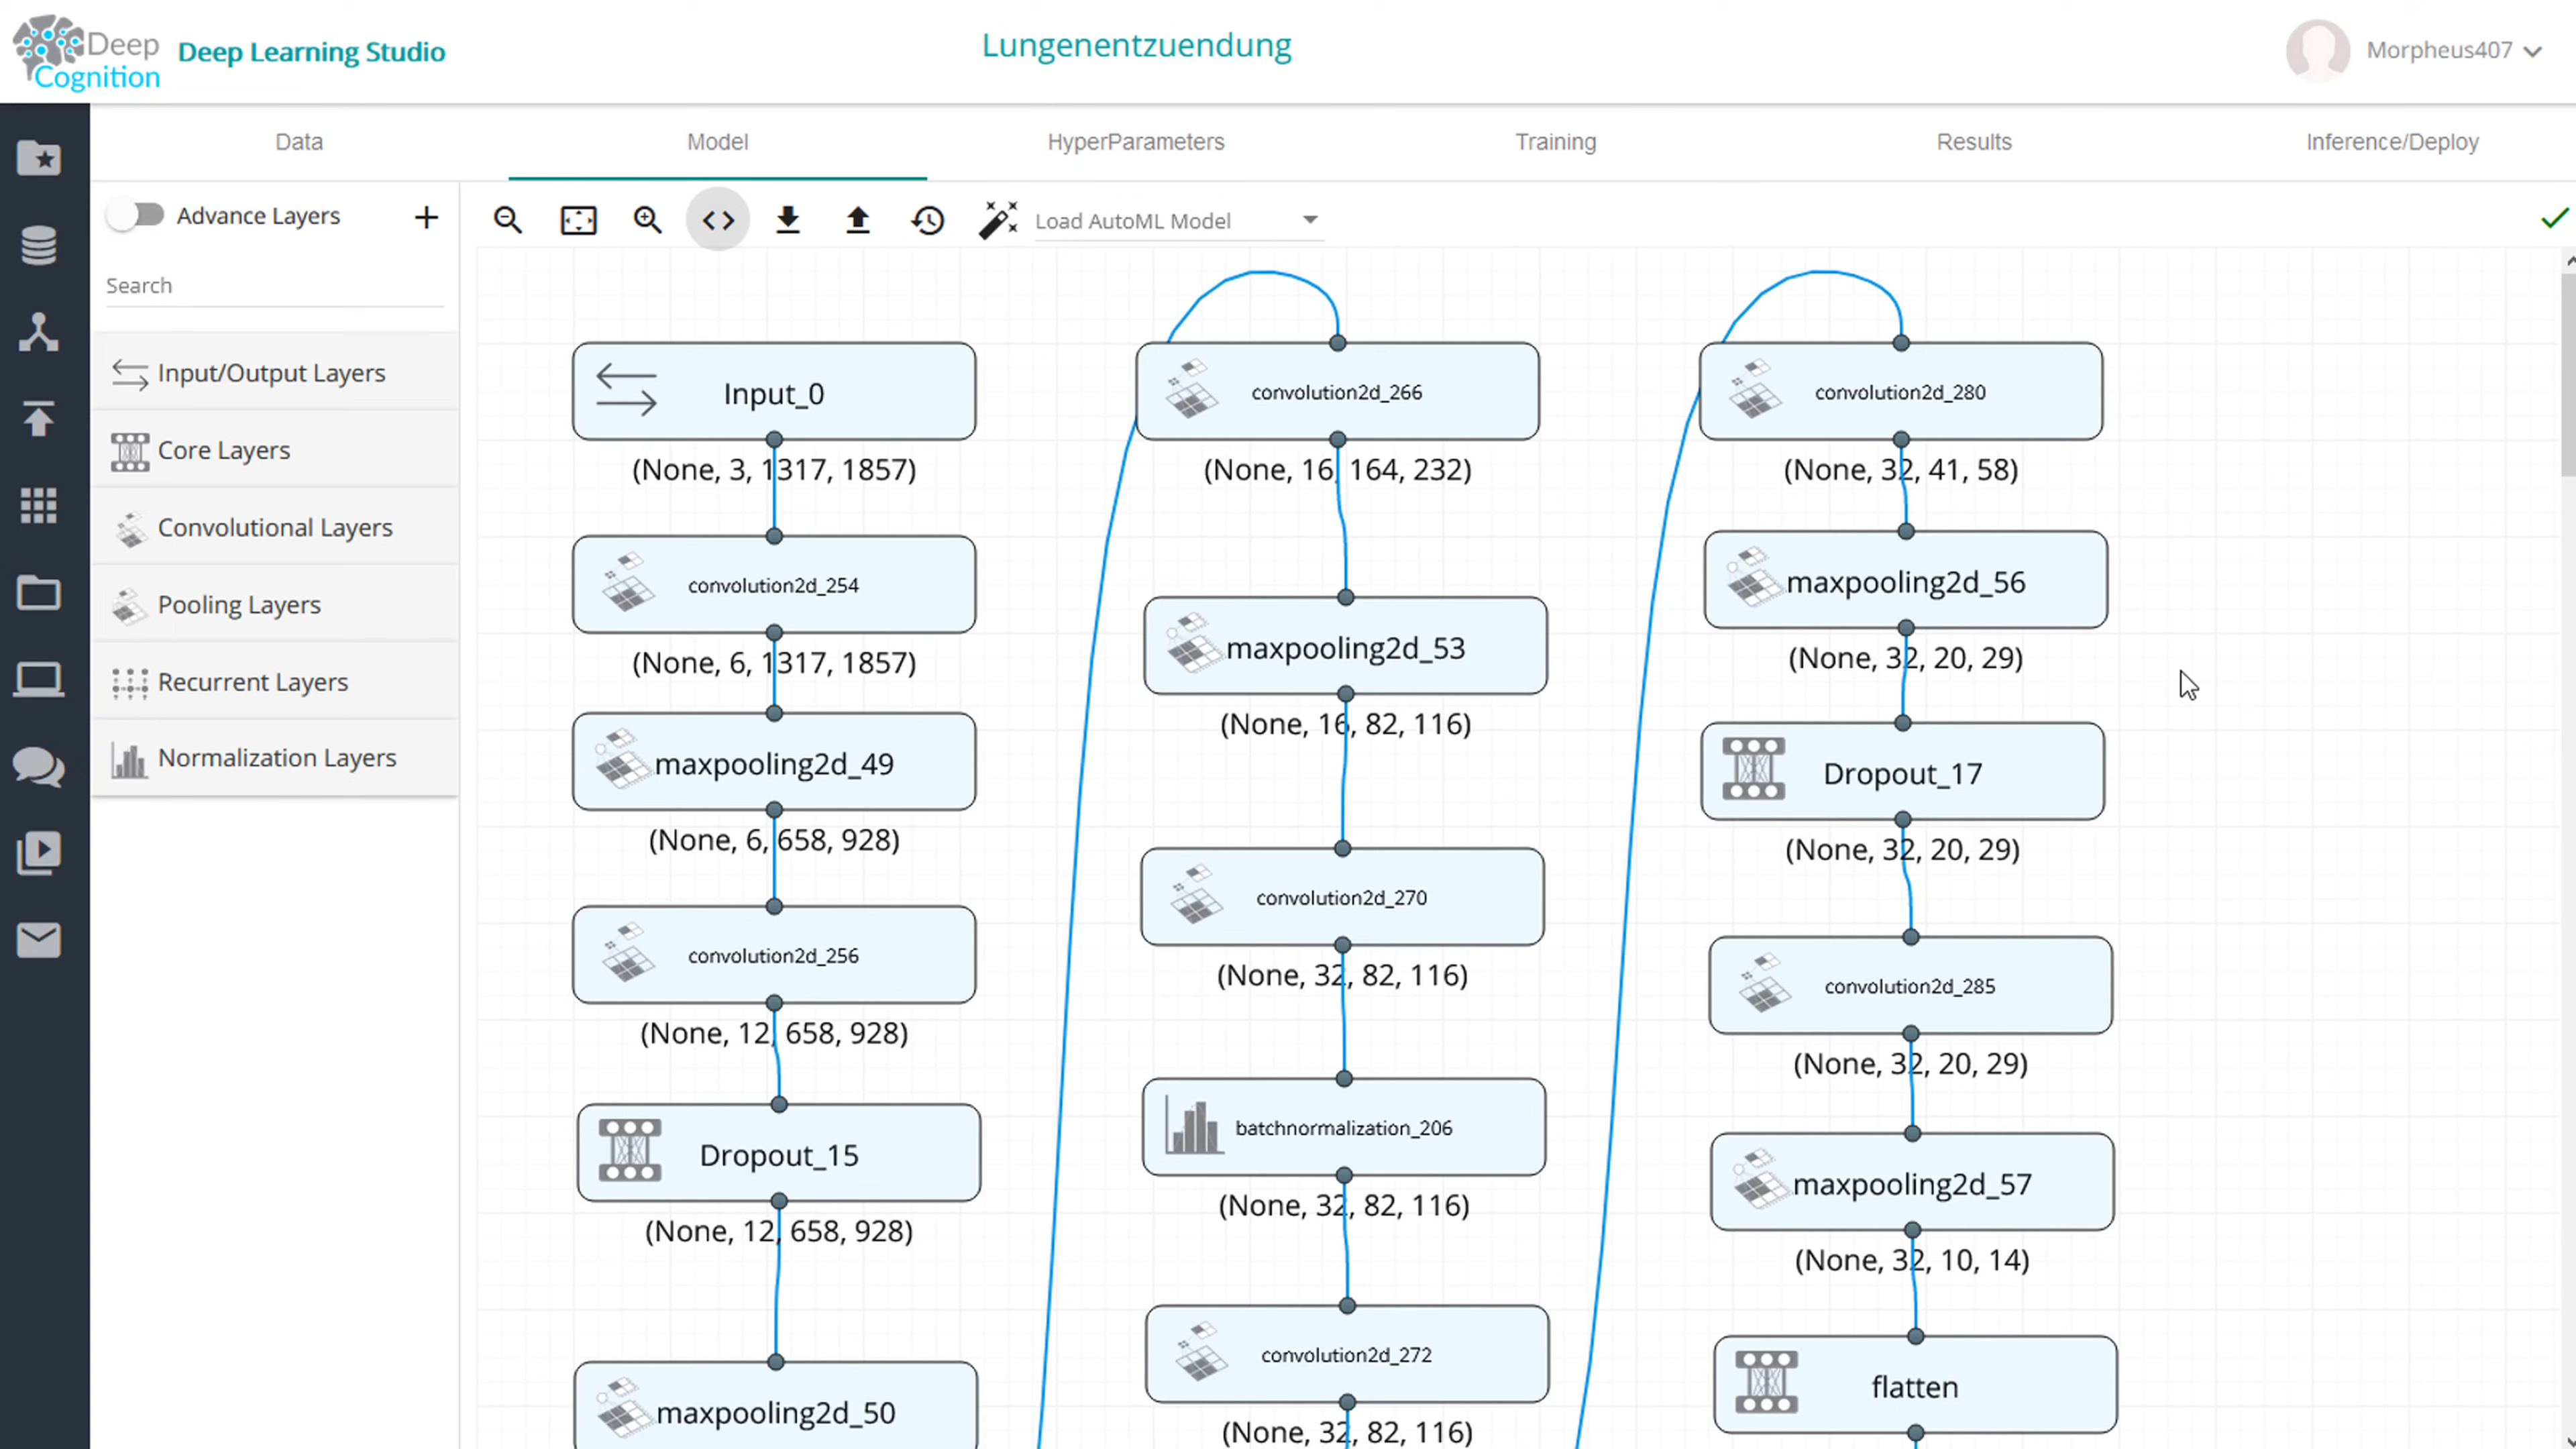 Deep
Cognition
Deep Learning Studio
Lungenentzuendung
Morpheus407
Data
Model
HyperParameters
Training
Results
Inference/Deploy
Advance Layers
Load AutoML Model
Search
Input/Output Layers
Core Layers
Convolutional Layers
Pooling Layers
Recurrent Layers
Normalization Layers
Input_0
(None, 3, 1317, 1857)
convolution2d_254
(None, 6, 1317, 1857)
maxpooling2d_49
(None, 6, 658, 928)
convolution2d_256
(None, 12, 658, 928)
Dropout_15
(None, 12, 658, 928)
maxpooling2d_50
convolution2d_266
(None, 16, 164, 232)
maxpooling2d_53
(None, 16, 82, 116)
convolution2d_270
(None, 32, 82, 116)
batchnormalization_206
(None, 32, 82, 116)
convolution2d_272
(None, 32, 82, 116)
convolution2d_280
(None, 32, 41, 58)
maxpooling2d_56
(None, 32, 20, 29)
Dropout_17
(None, 32, 20, 29)
convolution2d_285
(None, 32, 20, 29)
maxpooling2d_57
(None, 32, 10, 14)
flatten